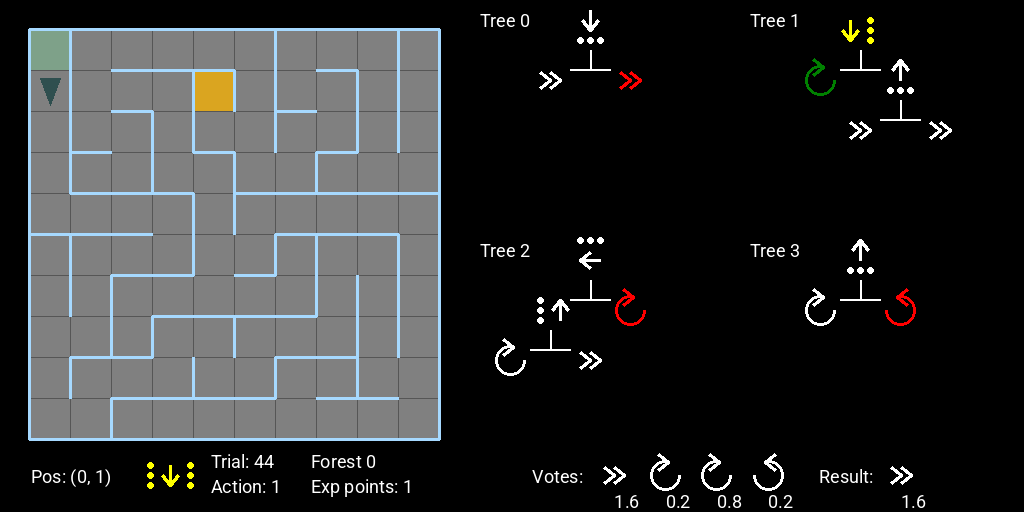 Tree 0
Tree 1
Tree 2
Tree 3
Pos: (0, 1)
Trial: 44
Forest 0
Action: 1
Exp points: 1
Votes:
1.6
0.2
0.8
0.2
Result:
1.6